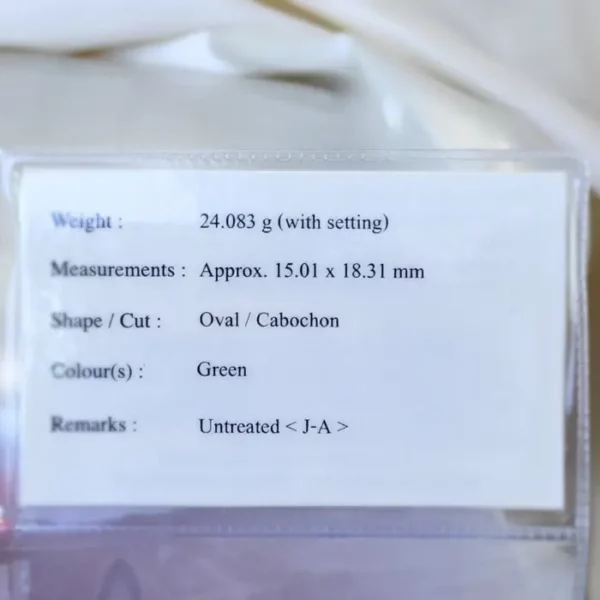 Weight : 24.083 g (with setting)
Measurements : Approx. 15.01 x 18.31 mm
Shape / Cut : Oval / Cabochon
Colour(s) : Green
Remarks : Untreated < J-A >